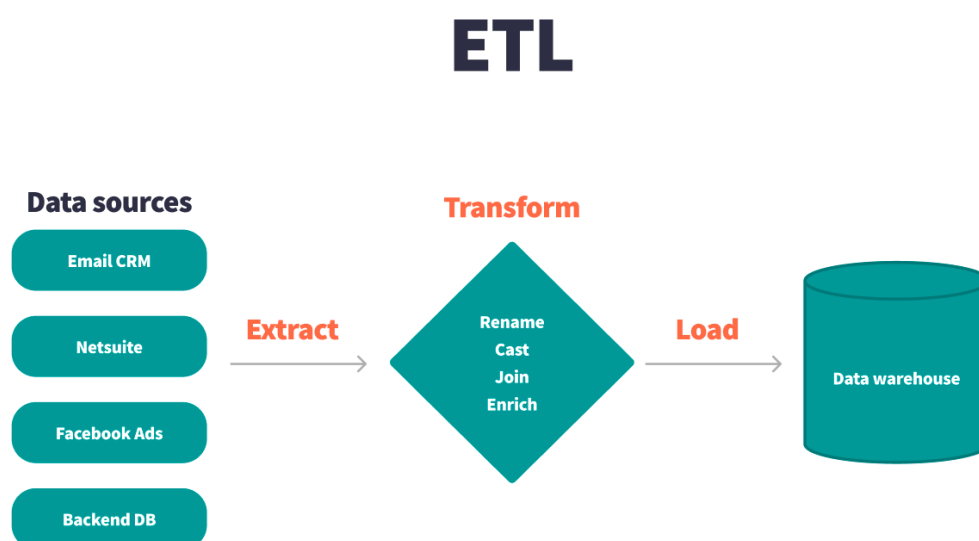 ETL
Data sources
Email CRM
Netsuite
Facebook Ads
Backend DB
Extract
Transform
Rename
Cast
Join
Enrich
Load
Data warehouse